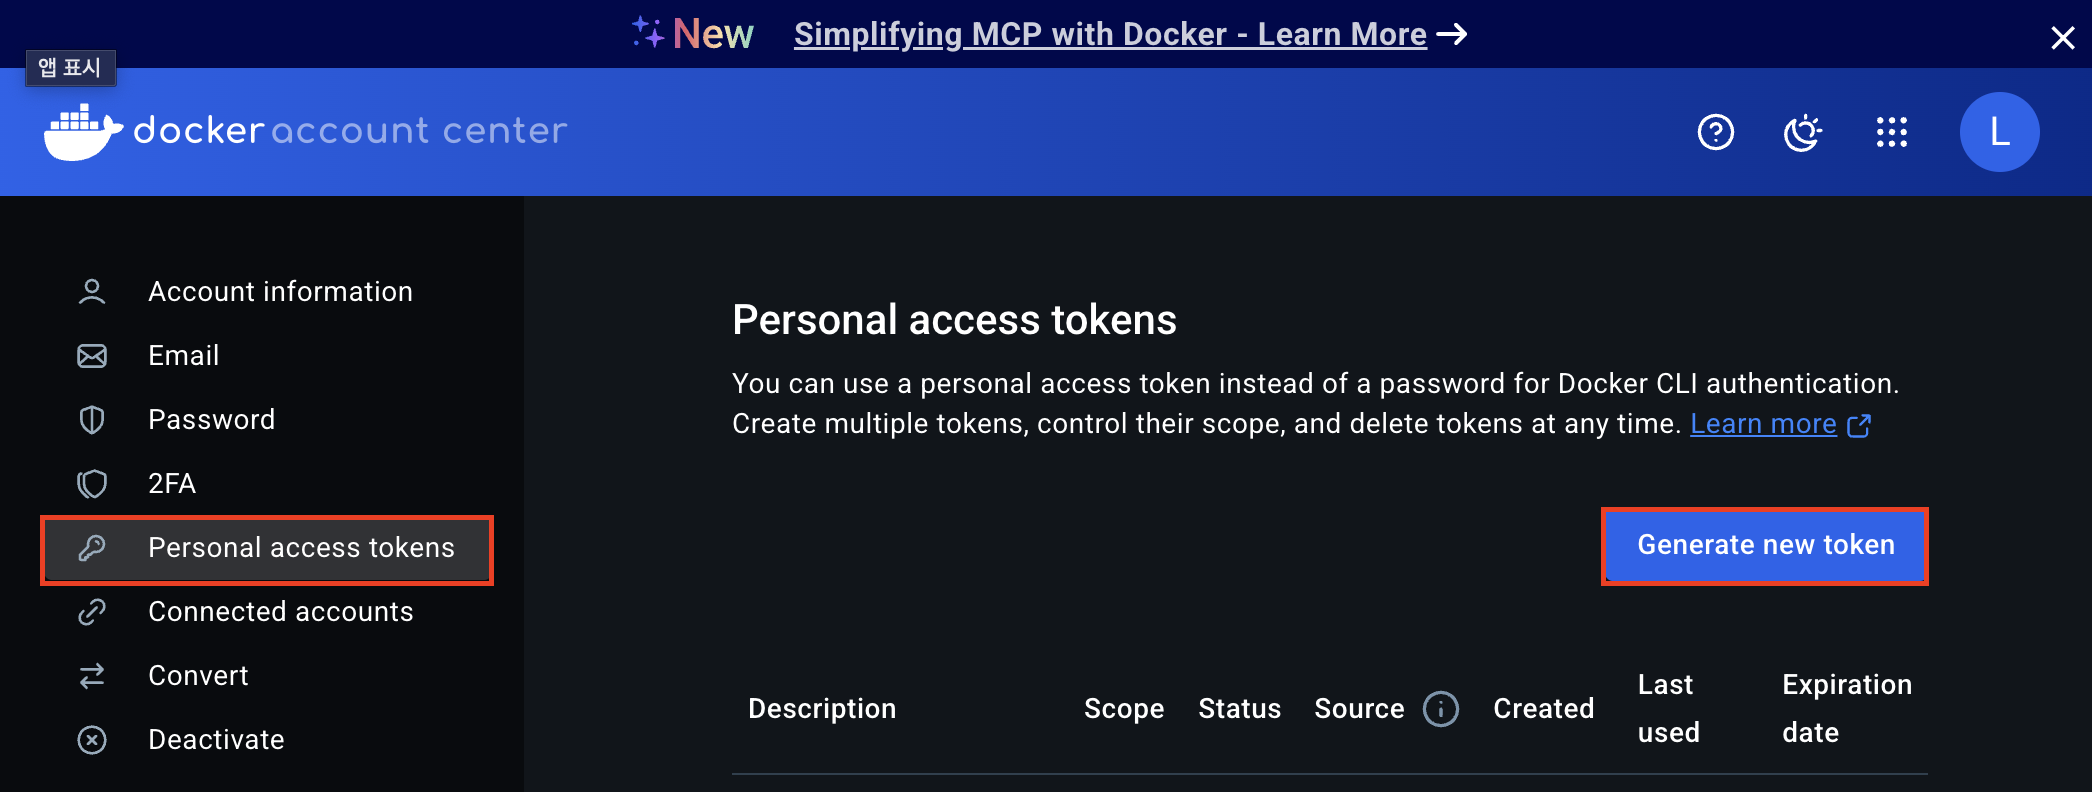 New Simplifying MCP with Docker - Learn More
앱 표시
docker account center
L
Account information
Email
Password
2FA
Personal access tokens
Connected accounts
Convert
Deactivate
Personal access tokens
You can use a personal access token instead of a password for Docker CLI authentication.
Create multiple tokens, control their scope, and delete tokens at any time. Learn more
Generate new token
Description Scope Status Source Created Last used Expiration date